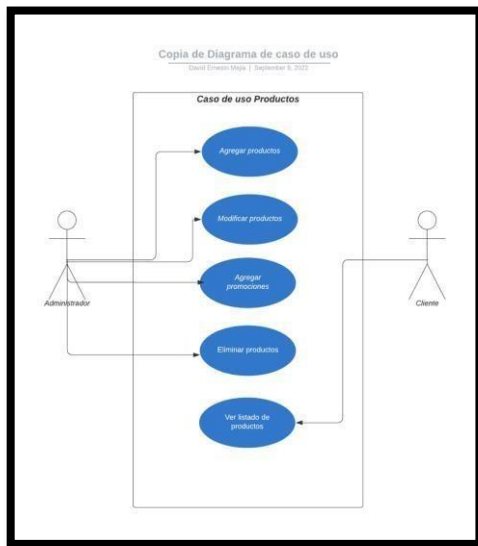 Copia de Diagrama de caso de uso
David Ernesto Mejia | September 9, 2022
Caso de uso Productos
Agregar productos
Modificar productos
Agregar
promociones
Administrador
Cliente
Eliminar productos
Ver listado de
productos